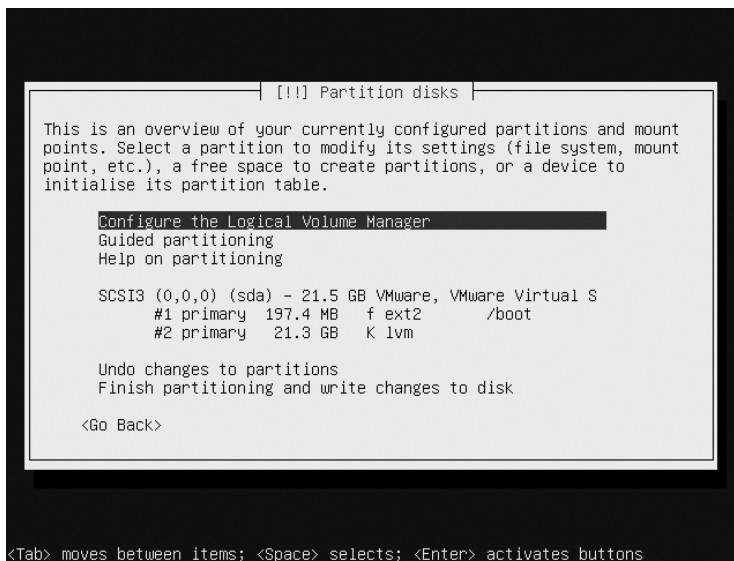 [!!] Partition disks
This is an overview of your currently configured partitions and mount
points. Select a partition to modify its settings (file system, mount
point, etc.), a free space to create partitions, or a device to
initialise its partition table.
Configure the Logical Volume Manager
Guided partitioning
Help on partitioning
SCSI3 (0,0,0) (sda) - 21.5 GB VMware, VMware Virtual S
#1 primary 197.4 MB f ext2 /boot
#2 primary 21.3 GB K lvm
Undo changes to partitions
Finish partitioning and write changes to disk
<Go Back>
<Tab> moves between items; <Space> selects; <Enter> activates buttons